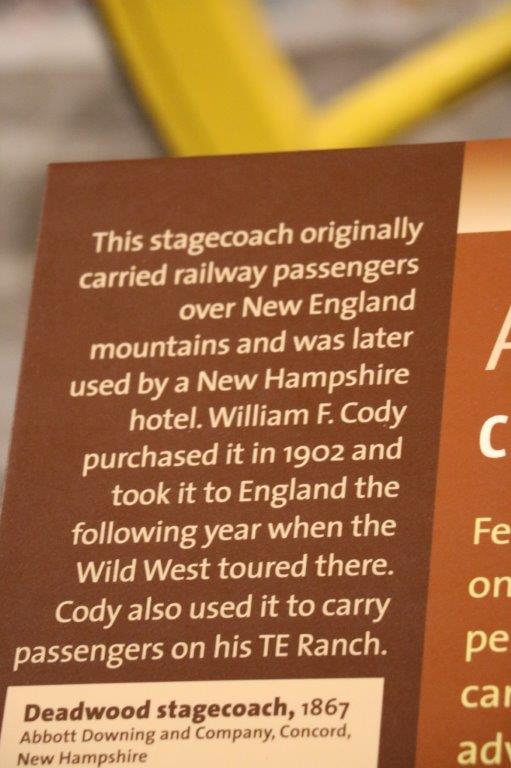 This stagecoach originally
carried railway passengers
over New England
mountains and was later
used by a New Hampshire
hotel. William F. Cody
purchased it in 1902 and
took it to England the
following year when the
Wild West toured there.
Cody also used it to carry
passengers on his TE Ranch.
Deadwood stagecoach, 1867
Abbott Downing and Company, Concord,
New Hampshire